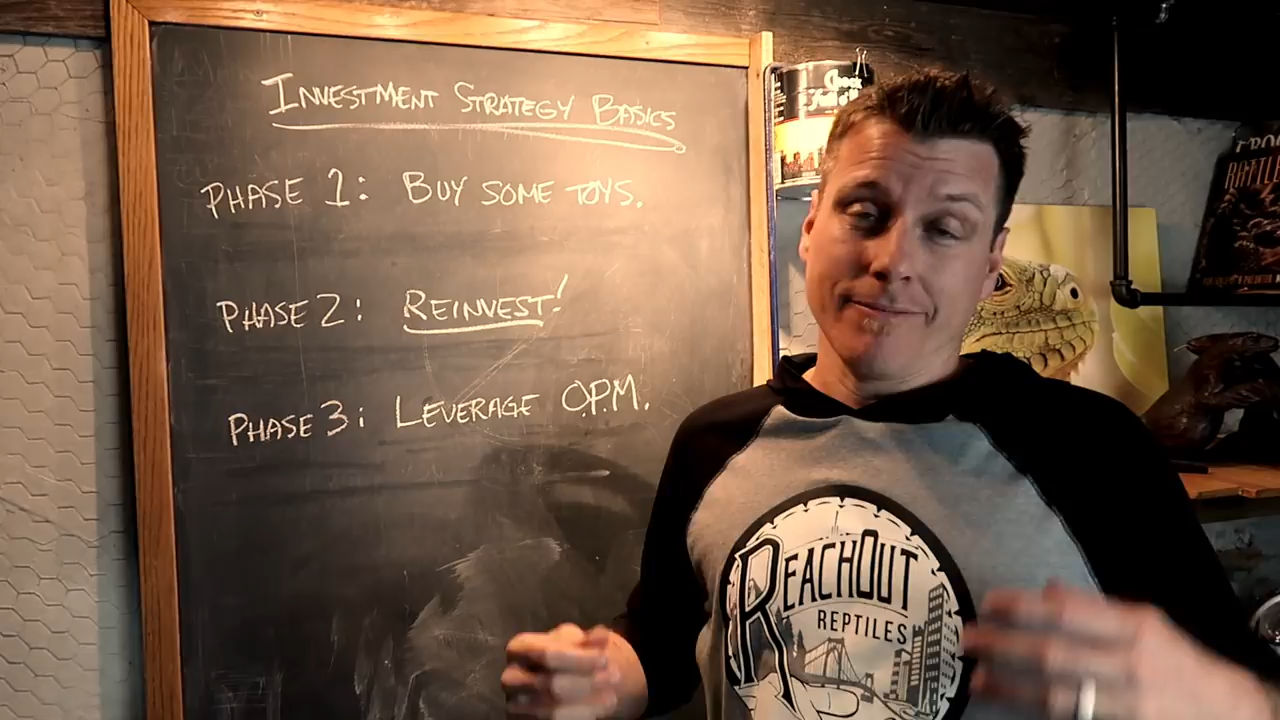 INVESTMENT STRATEGY BASICS
PHASE 1: BUY SOME TOYS.
PHASE 2: REINVEST!
PHASE 3: LEVERAGE O.P.M.
REACHOUT
REPTILES